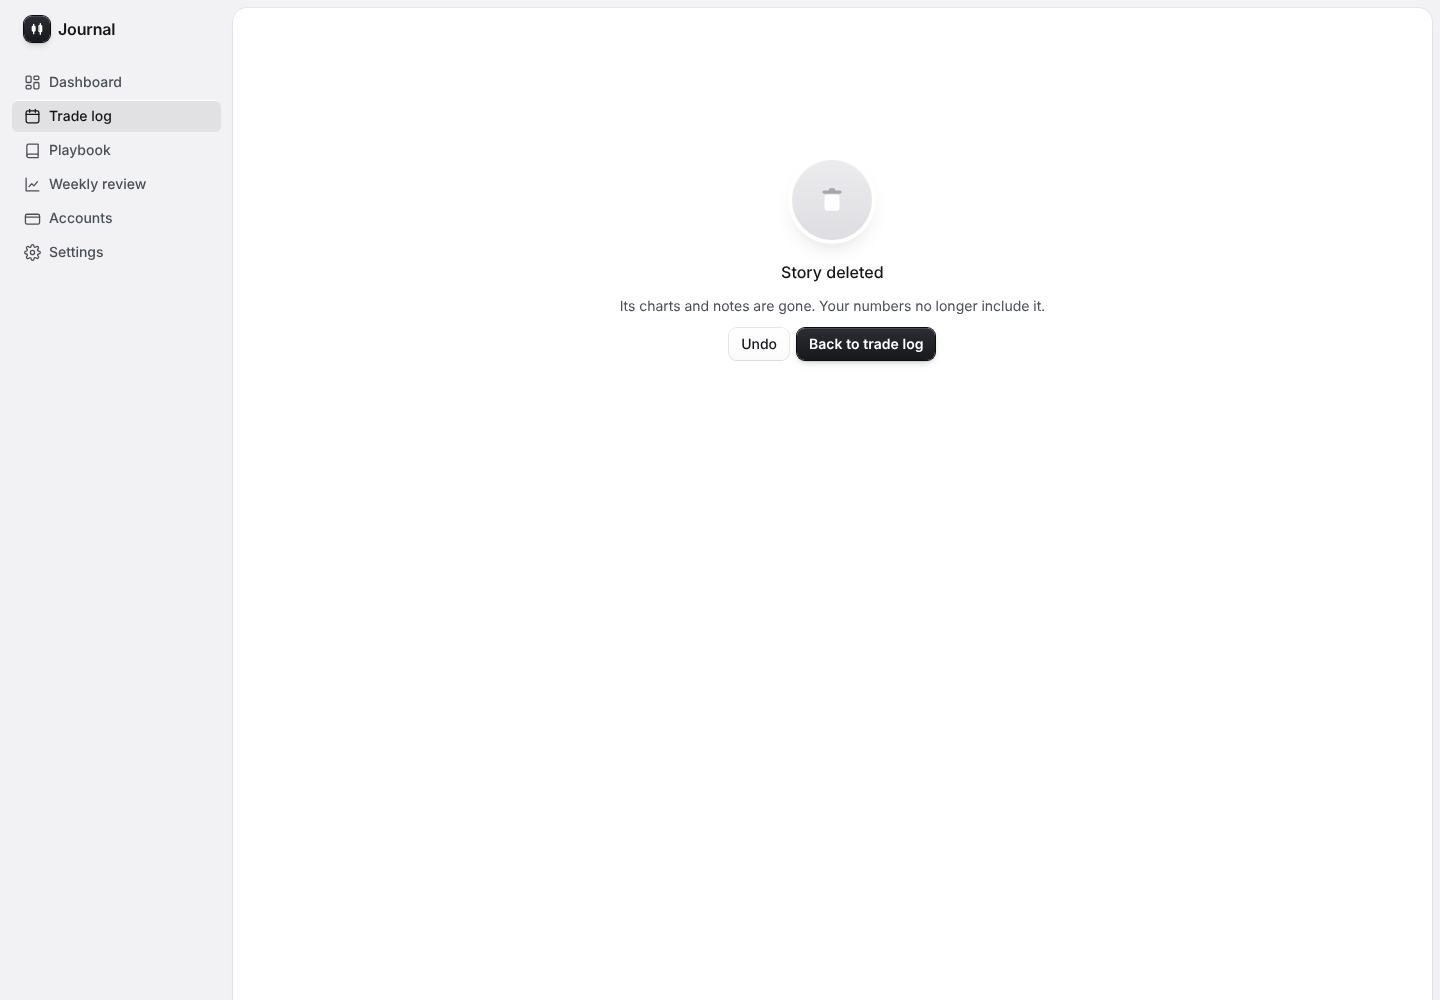 Journal
Dashboard
Trade log
Playbook
Weekly review
Accounts
Settings
Story deleted
Its charts and notes are gone. Your numbers no longer include it.
Undo
Back to trade log